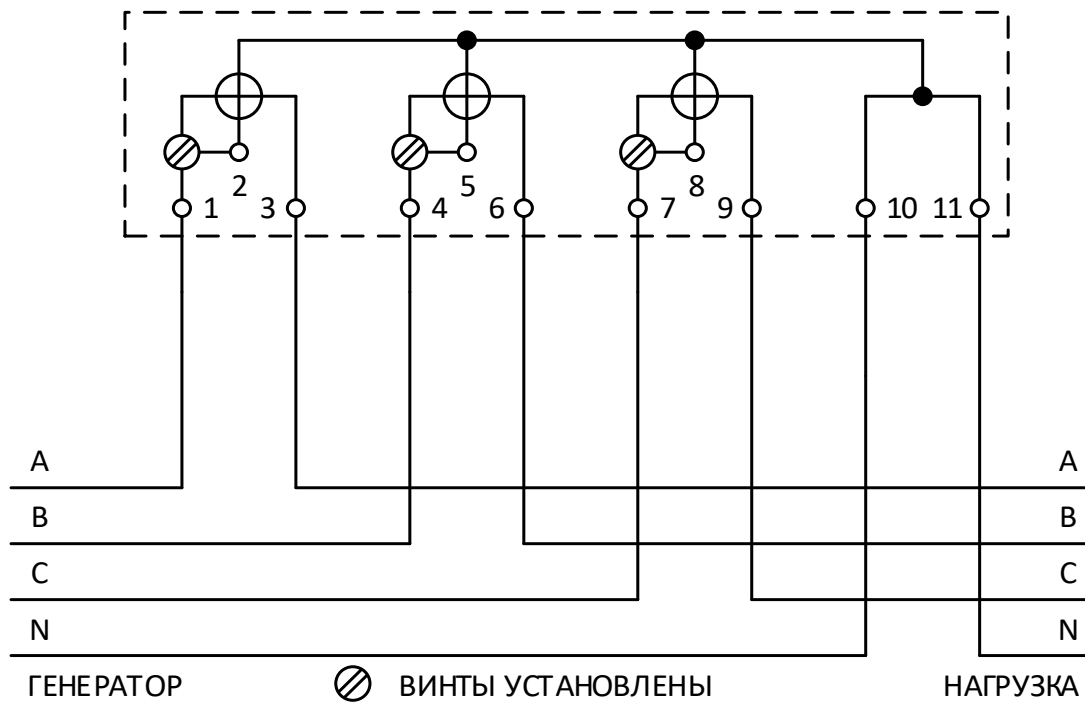 2 5 8
1 3 4 6 7 9 10 11
А А
В В
С С
N N
ГЕНЕРАТОР ВИНТЫ УСТАНОВЛЕНЫ НАГРУЗКА